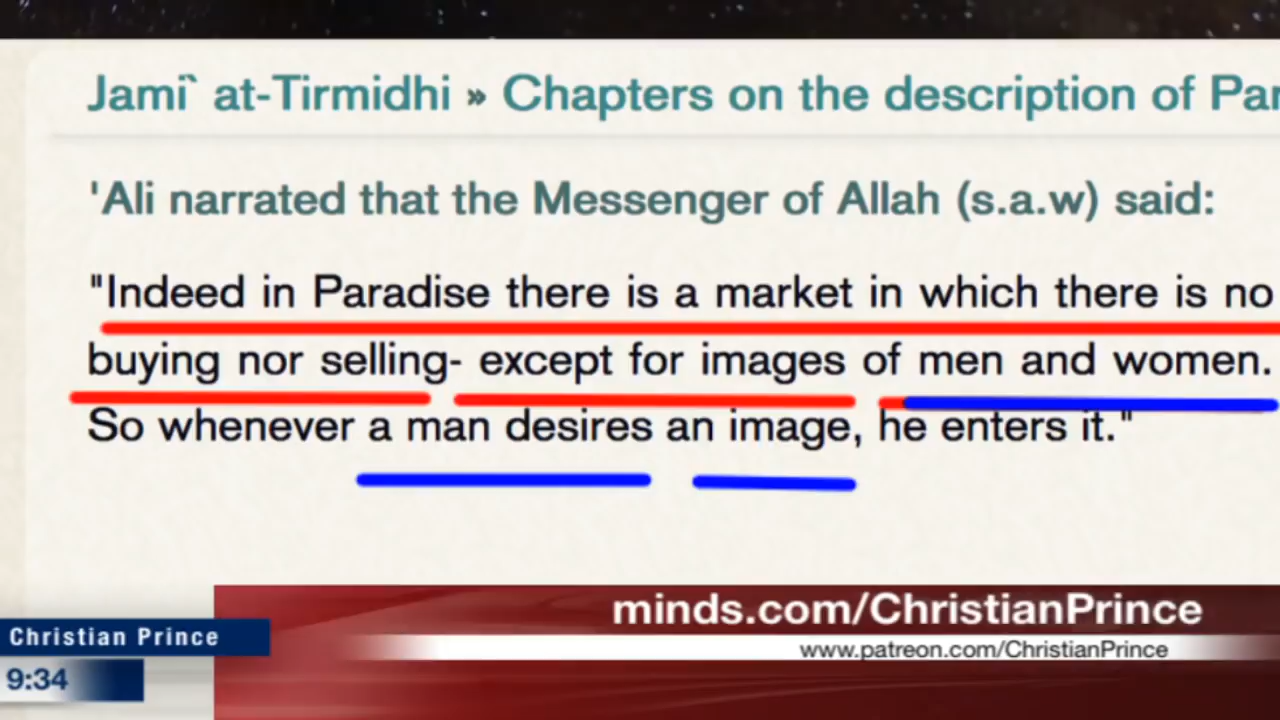 Jami` at-Tirmidhi » Chapters on the description of
'Ali narrated that the Messenger of Allah (s.a.w) said:
"Indeed in Paradise there is a market in which there is no
buying nor selling- except for images of men and women.
So whenever a man desires an image, he enters it."
minds.com/ChristianPrince
www.patreon.com/ChristianPrince
Christian Prince
9:34